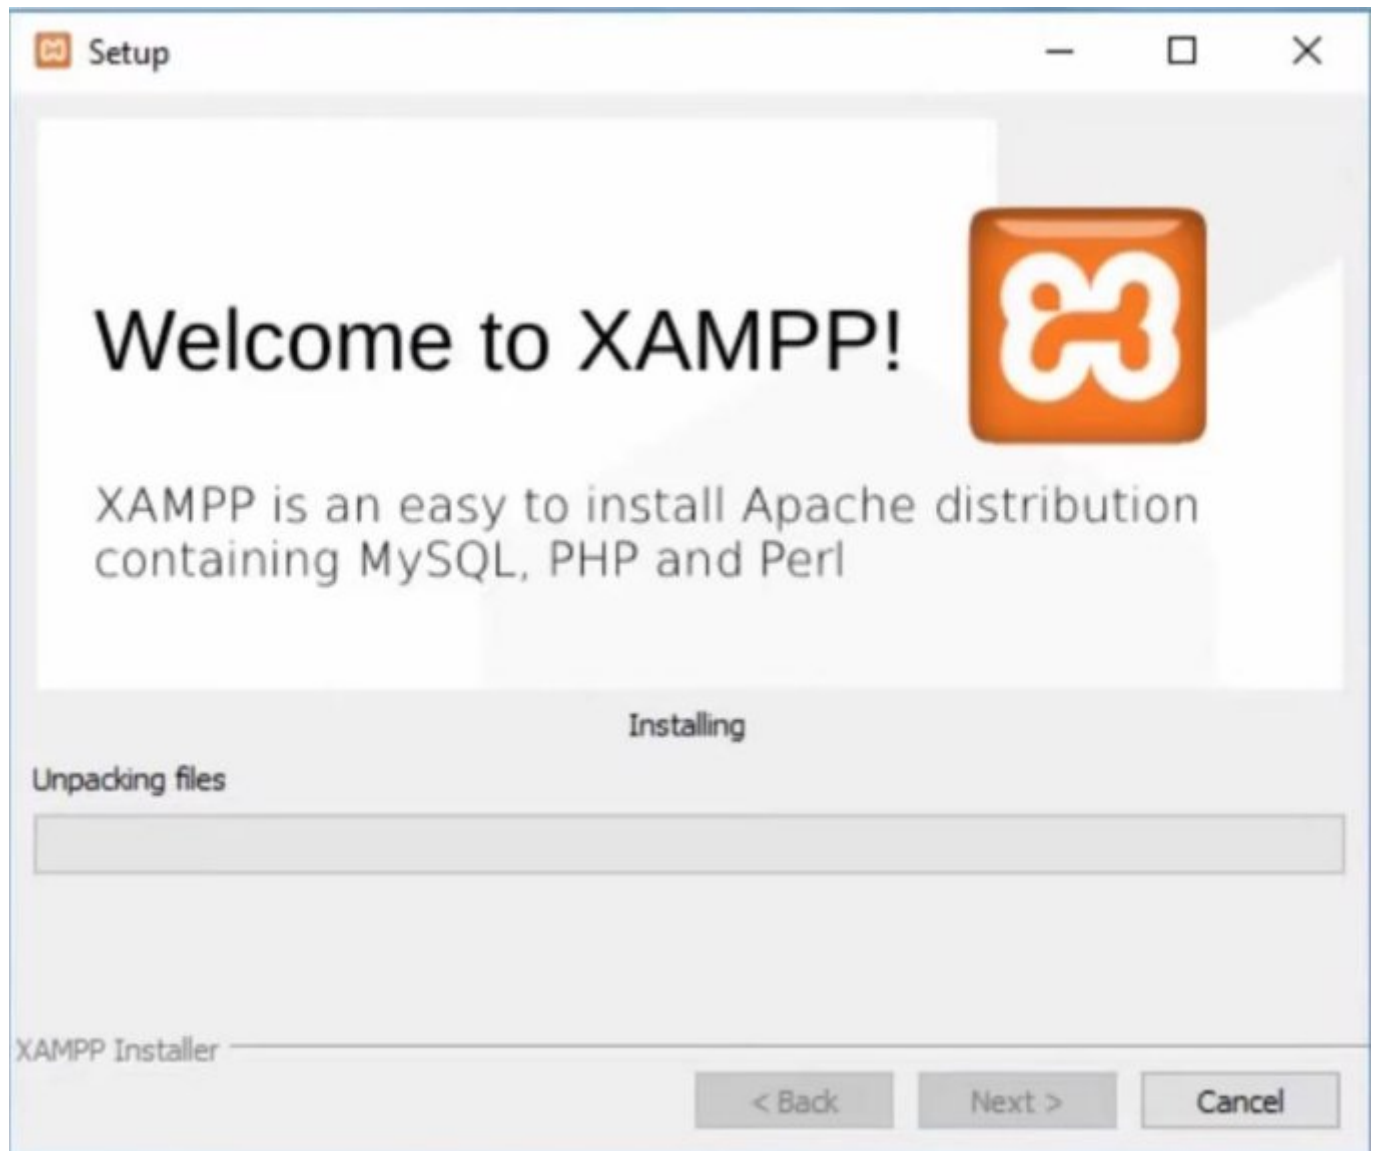 Setup
Welcome to XAMPP!
XAMPP is an easy to install Apache distribution
containing MySQL, PHP and Perl
Installing
Unpacking files
XAMPP Installer
< Back
Next >
Cancel